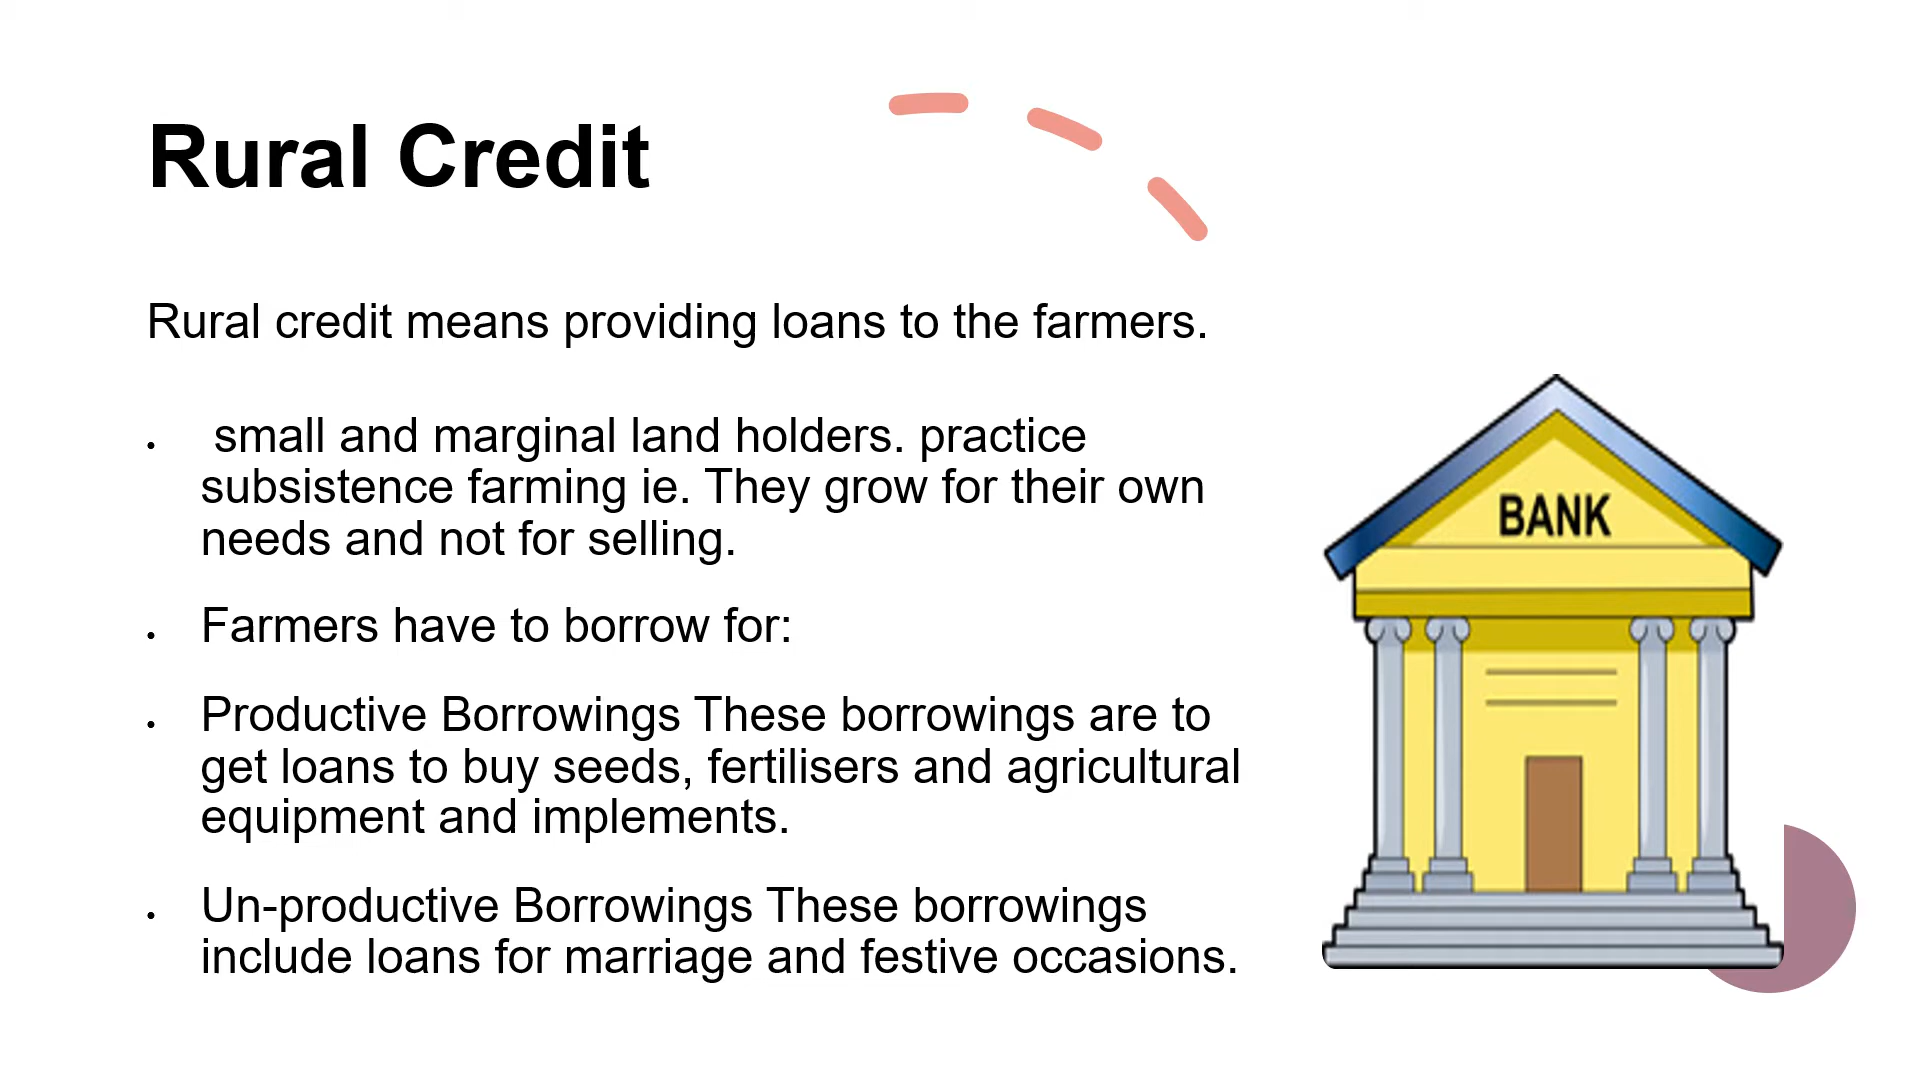 Rural Credit
Rural credit means providing loans to the farmers.
• small and marginal land holders. practice
subsistence farming ie. They grow for their own
needs and not for selling.
• Farmers have to borrow for:
• Productive Borrowings These borrowings are to
get loans to buy seeds, fertilisers and agricultural
equipment and implements.
• Un-productive Borrowings These borrowings
include loans for marriage and festive occasions.
BANK